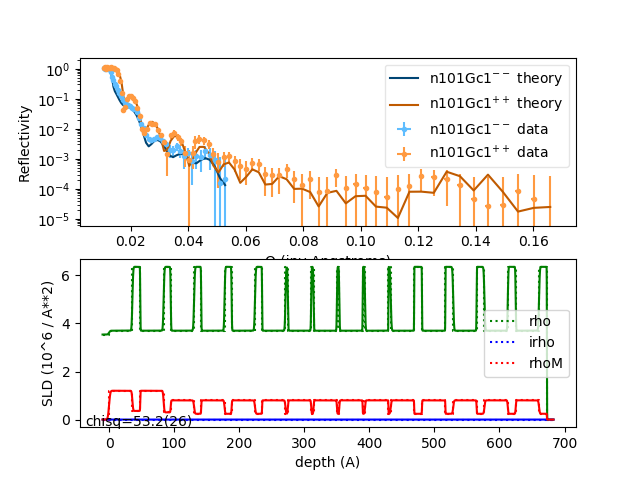 Reflectivity
10⁰
10⁻¹
10⁻²
10⁻³
10⁻⁴
10⁻⁵
n101Gc1⁻⁻ theory
n101Gc1⁺⁺ theory
n101Gc1⁻⁻ data
n101Gc1⁺⁺ data
0.02 0.04 0.06 0.08 0.10 0.12 0.14 0.16
Q (inv Angstroms)
SLD (10^6 / A**2)
6
4
2
0
rho
irho
rhoM
chisq=53.2(26)
0 100 200 300 400 500 600 700
depth (A)